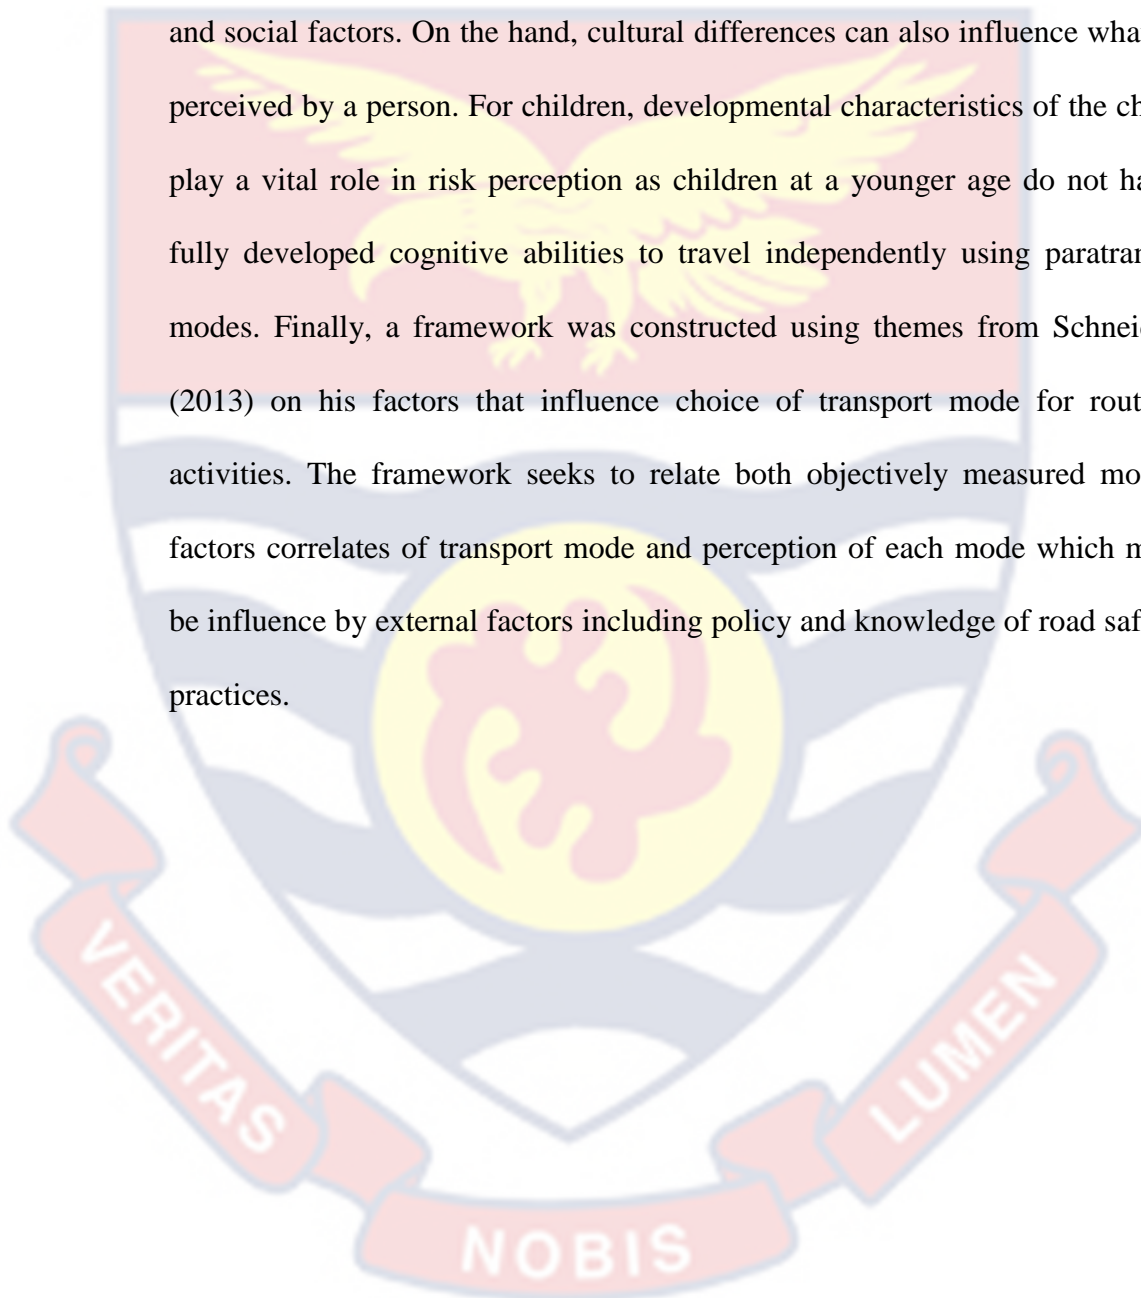 and social factors. On the hand, cultural differences can also influence wha
perceived by a person. For children, developmental characteristics of the ch
play a vital role in risk perception as children at a younger age do not ha
fully developed cognitive abilities to travel independently using paratran
modes. Finally, a framework was constructed using themes from Schneid
(2013) on his factors that influence choice of transport mode for rout
activities. The framework seeks to relate both objectively measured mo
factors correlates of transport mode and perception of each mode which m
be influence by external factors including policy and knowledge of road saf
practices.
VERITAS
NOBIS
LUMEN